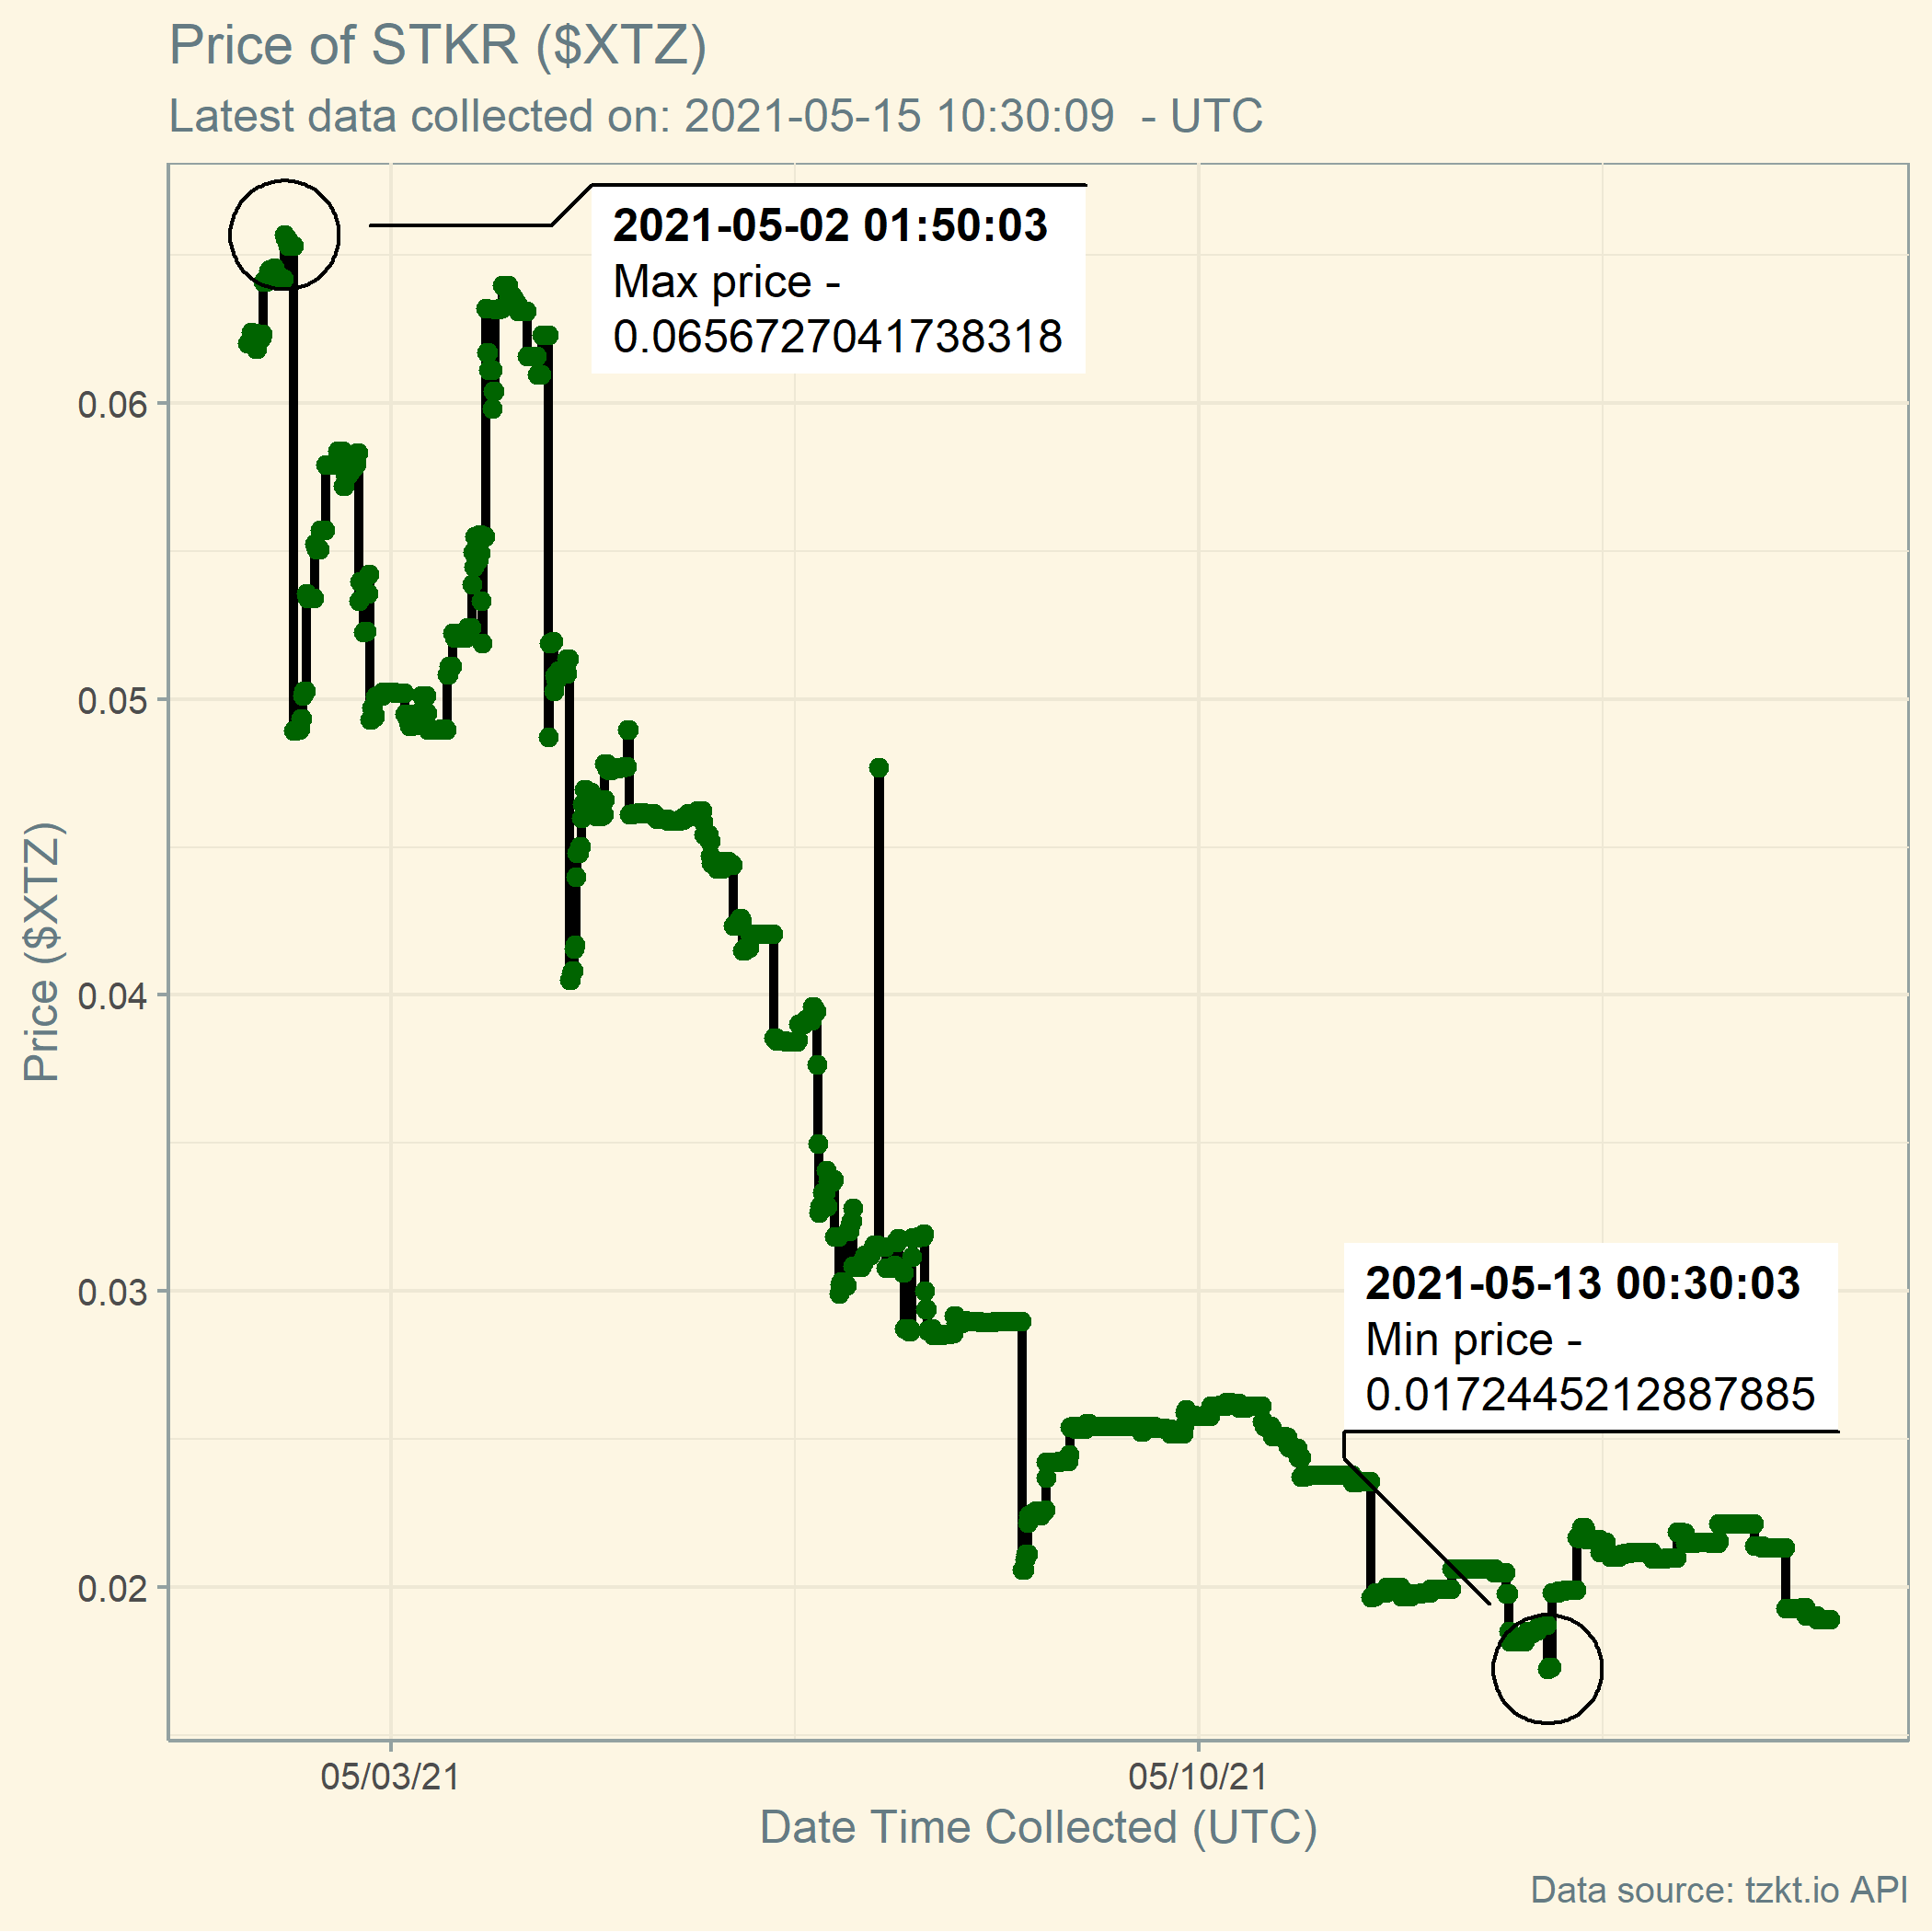 Price of STKR ($XTZ)
Latest data collected on: 2021-05-15 10:30:09  - UTC
2021-05-02 01:50:03
Max price -
0.0656727041738318
0.06
0.05
0.04
0.03
0.02
Price ($XTZ)
2021-05-13 00:30:03
Min price -
0.0172445212887885
05/03/21
05/10/21
Date Time Collected (UTC)
Data source: tzkt.io API